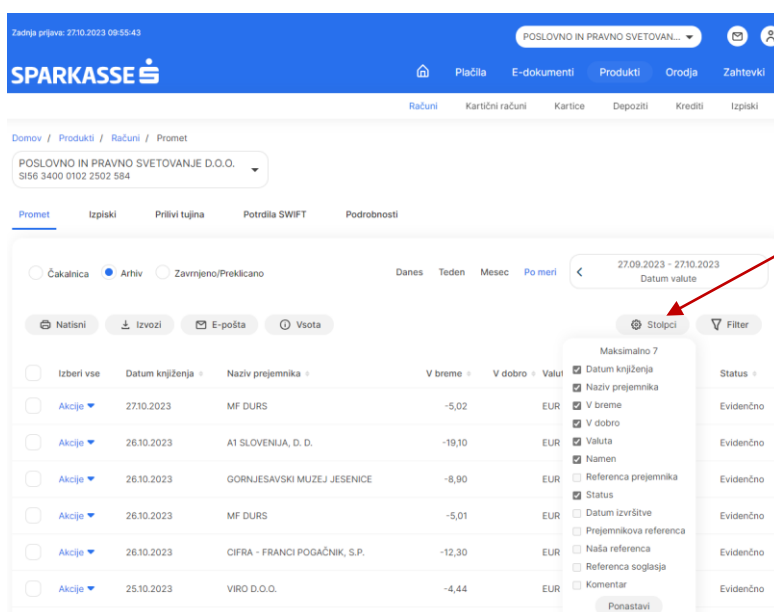 Zadnja prijava: 27.10.2023 09:55:43
POSLOVNO IN PRAVNO SVETOVAN...
SPARKASSE
Plačila E-dokumenti Produkti Orodja Zahtevki
Računi Kartični računi Kartice Depoziti Krediti Izpiski
Domov / Produkti / Računi / Promet
POSLOVNO IN PRAVNO SVETOVANJE D.O.O.
SI56 3400 0102 2502 584
Promet Izpiski Prilivi tujina Potrdila SWIFT Podrobnosti
Čakalnica Arhiv Zavrnjeno/Preklicano Danes Teden Mesec Po meri
27.09.2023 - 27.10.2023
Datum valute
Natisni Izvozi E-pošta Vsota Stolpci Filter
Izberi vse Datum knjiženja Naziv prejemnika V breme V dobro Valut Status
Akcije 27.10.2023 MF DURS -5,02 EUR Evidenčno
Akcije 26.10.2023 A1 SLOVENIJA, D. D. -19,10 EUR Evidenčno
Akcije 26.10.2023 GORNJESAVSKI MUZEJ JESENICE -8,90 EUR Evidenčno
Akcije 26.10.2023 MF DURS -5,01 EUR Evidenčno
Akcije 26.10.2023 CIFRA - FRANCI POGAČNIK, S.P. -12,30 EUR Evidenčno
Akcije 25.10.2023 VIRO D.O.O. -4,44 EUR Evidenčno
Maksimalno 7
Datum knjiženja
Naziv prejemnika
V breme
V dobro
Valuta
Namen
Referenca prejemnika
Status
Datum izvršitve
Prejemnikova referenca
Naša referenca
Referenca soglasja
Komentar
Ponastavi